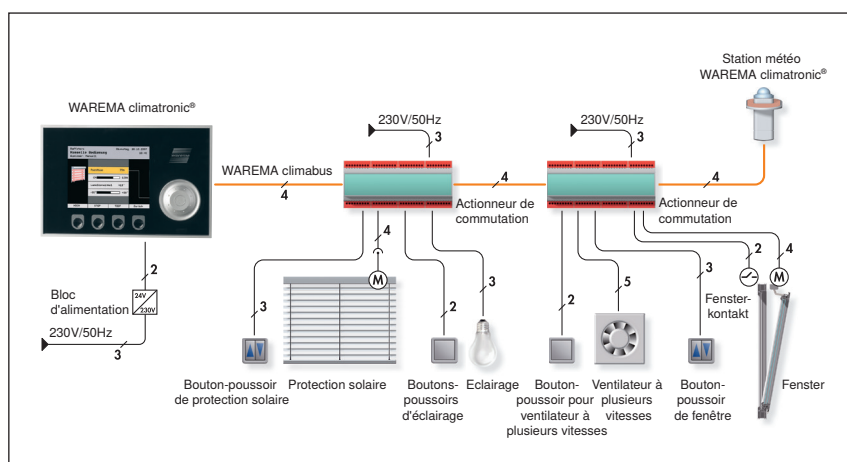 Station météo
WAREMA climatronic®
WAREMA climatronic®
230V/50Hz
3
230V/50Hz
3
WAREMA climabus
4
4
4
Actionneur de
commutation
Actionneur de
commutation
2
Bloc
d'alimentation
24V
230V
230V/50Hz
3
3
4
M
2
3
2
5
3
2
4
M
Fenster-
kontakt
Bouton-poussoir
de protection solaire
Protection solaire
Boutons-
poussoirs
d'éclairage
Eclairage
Bouton-
poussoir pour
ventilateur à
plusieurs vitesses
Ventilateur à
plusieurs
vitesses
Bouton-
poussoir
de fenêtre
Fenster